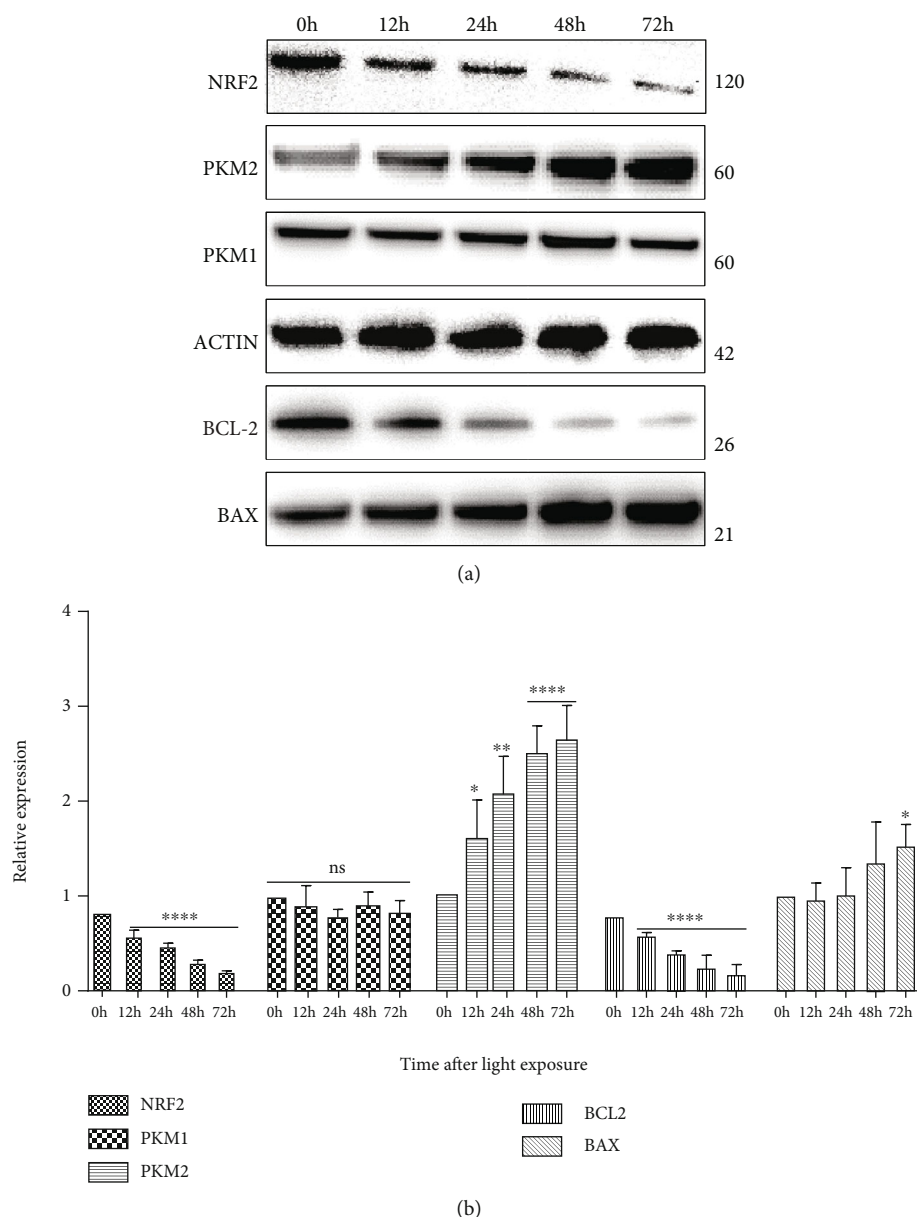 0h 12h 24h 48h 72h
NRF2 120
PKM2 60
PKM1 60
ACTIN 42
BCL-2 26
BAX 21
(a)
4
3
2
1
0
Relative expression
**** ns * ** **** **** *
0h 12h 24h 48h 72h 0h 12h 24h 48h 72h 0h 12h 24h 48h 72h 0h 12h 24h 48h 72h 0h 12h 24h 48h 72h
Time after light exposure
NRF2
PKM1
PKM2
BCL2
BAX
(b)